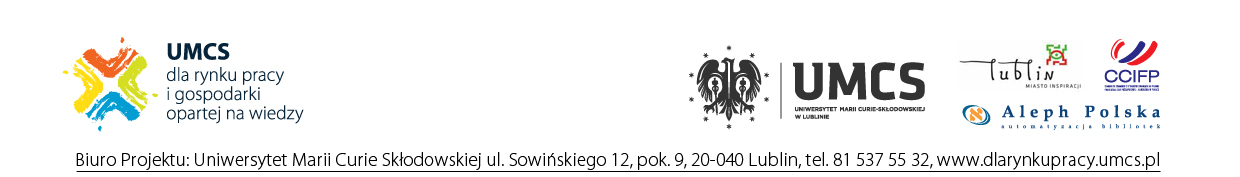 UMCS
dla rynku pracy
i gospodarki
opartej na wiedzy
UMCS
UNIWERSYTET MARII CURIE-SKŁODOWSKIEJ
W LUBLINIE
lublin
MIASTO INSPIRACJI
CCIFP
Aleph Polska
automatyzacja bibliotek
Biuro Projektu: Uniwersytet Marii Curie Skłodowskiej ul. Sowińskiego 12, pok. 9, 20-040 Lublin, tel. 81 537 55 32, www.dlarynkupracy.umcs.pl